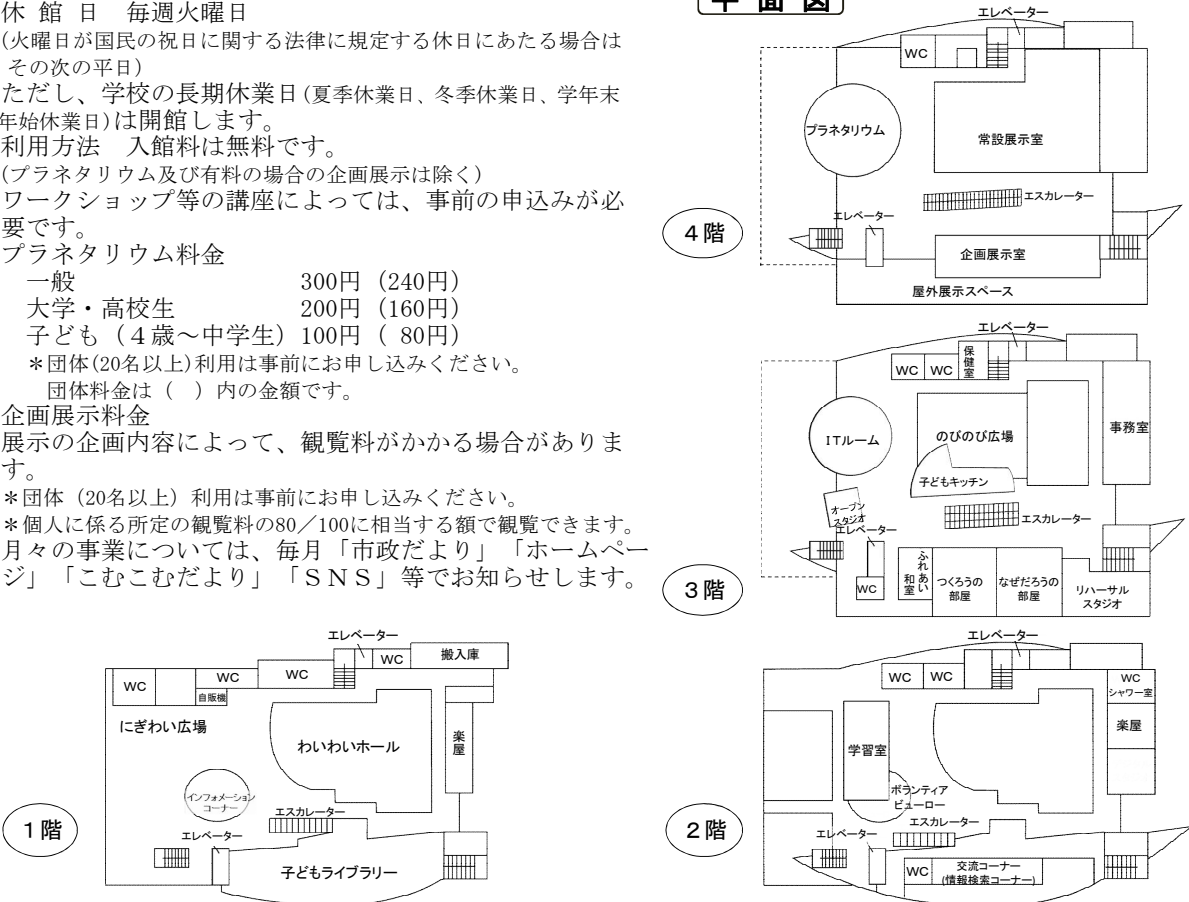 休 館 日　毎週火曜日
(火曜日が国民の祝日に関する法律に規定する休日にあたる場合は
その次の平日)
ただし、学校の長期休業日(夏季休業日、冬季休業日、学年末
年始休業日)は開館します。
利用方法　入館料は無料です。
(プラネタリウム及び有料の場合の企画展示は除く)
ワークショップ等の講座によっては、事前の申込みが必
要です。
プラネタリウム料金
一般　300円（240円）
大学・高校生　200円（160円）
子ども（４歳～中学生）100円（ 80円）
＊団体(20名以上)利用は事前にお申し込みください。
団体料金は（　）内の金額です。
企画展示料金
展示の企画内容によって、観覧料がかかる場合がありま
す。
＊団体（20名以上）利用は事前にお申し込みください。
＊個人に係る所定の観覧料の80／100に相当する額で観覧できます。
月々の事業については、毎月「市政だより」「ホームペー
ジ」「こむこむだより」「ＳＮＳ」等でお知らせします。
平 面 図
エレベーター
WC
プラネタリウム
常設展示室
エスカレーター
エレベーター
４階
企画展示室
屋外展示スペース
エレベーター
WC
WC
保健室
ITルーム
のびのび広場
事務室
子どもキッチン
オープン
スタジオ
エスカレーター
エレベーター
３階
WC
ふれあい
和室
つくろうの
部屋
なぜだろうの
部屋
リハーサル
スタジオ
エレベーター
WC
搬入庫
WC
WC
WC
自販機
にぎわい広場
わいわいホール
楽屋
インフォメーション
コーナー
エスカレーター
１階
エレベーター
子どもライブラリー
エレベーター
WC
WC
WC
シャワー室
楽屋
学習室
ボランティア
ビューロー
エスカレーター
２階
エレベーター
WC
交流コーナー
(情報検索コーナー)